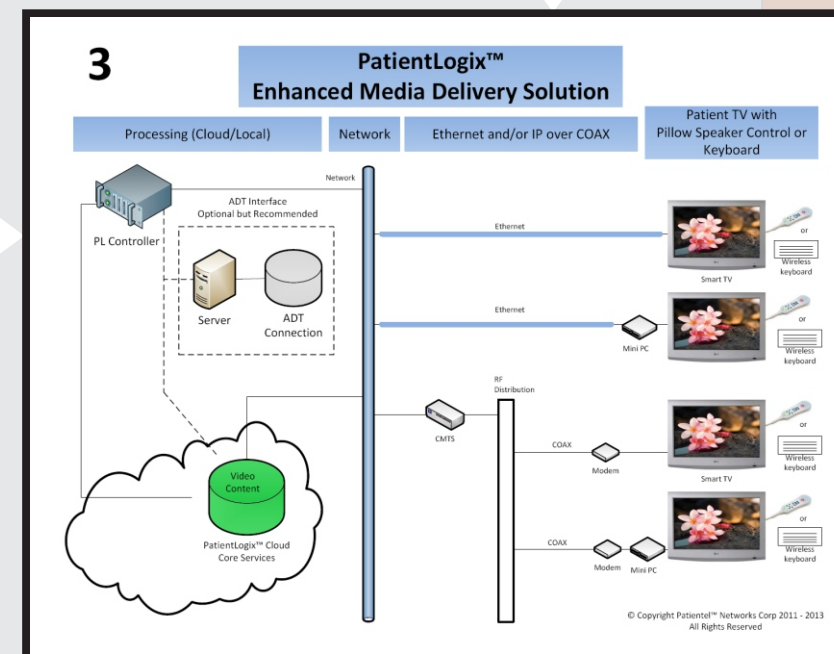 3
PatientLogix™
Enhanced Media Delivery Solution
Processing (Cloud/Local)
Network
Ethernet and/or IP over COAX
Patient TV with
Pillow Speaker Control or
Keyboard
Network
ADT Interface
Optional but Recommended
PL Controller
Server
ADT
Connection
Ethernet
or
Wireless
keyboard
Smart TV
Ethernet
Mini PC
or
Wireless
keyboard
RF
Distribution
CMTS
COAX
Modem
or
Wireless
keyboard
Smart TV
Video
Content
PatientLogix™ Cloud
Core Services
COAX
Modem
Mini PC
or
Wireless
keyboard
© Copyright Patientel™ Networks Corp 2011 - 2013
All Rights Reserved